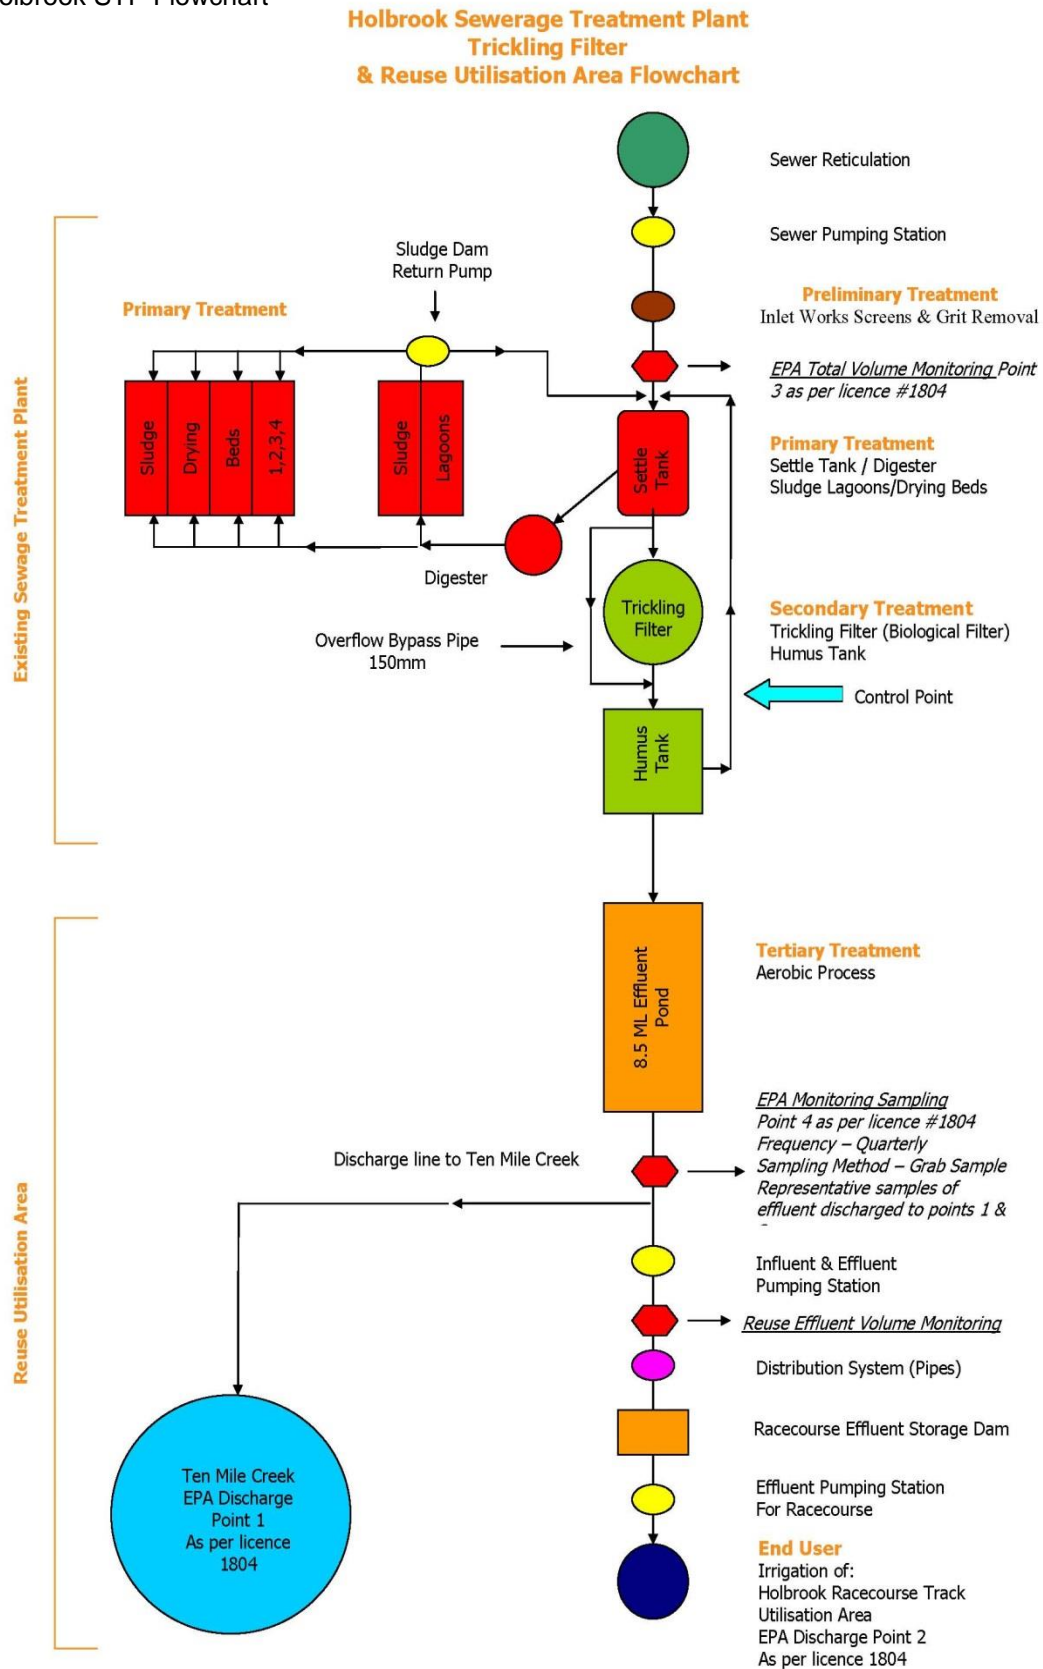 STP Flowchart
Holbrook Sewerage Treatment Plant
Trickling Filter
& Reuse Utilisation Area Flowchart
Sewer Reticulation
Sewer Pumping Station
Sludge Dam
Return Pump
Preliminary Treatment
Inlet Works Screens & Grit Removal
Primary Treatment
EPA Total Volume Monitoring Point
3 as per licence #1804
Sludge
Drying
Beds
1,2,3,4
Sludge
Lagoons
Settle
Tank
Primary Treatment
Settle Tank / Digester
Sludge Lagoons/Drying Beds
Digester
Existing Sewage Treatment Plant
Trickling
Filter
Secondary Treatment
Trickling Filter (Biological Filter)
Humus Tank
Overflow Bypass Pipe
150mm
Control Point
Humus
Tank
8.5 ML Effluent
Pond
Tertiary Treatment
Aerobic Process
EPA Monitoring Sampling
Point 4 as per licence #1804
Frequency – Quarterly
Sampling Method – Grab Sample
Representative samples of
effluent discharged to points 1 &
Discharge line to Ten Mile Creek
Reuse Utilisation Area
Influent & Effluent
Pumping Station
Reuse Effluent Volume Monitoring
Distribution System (Pipes)
Racecourse Effluent Storage Dam
Ten Mile Creek
EPA Discharge
Point 1
As per licence
1804
Effluent Pumping Station
For Racecourse
End User
Irrigation of:
Holbrook Racecourse Track
Utilisation Area
EPA Discharge Point 2
As per licence 1804